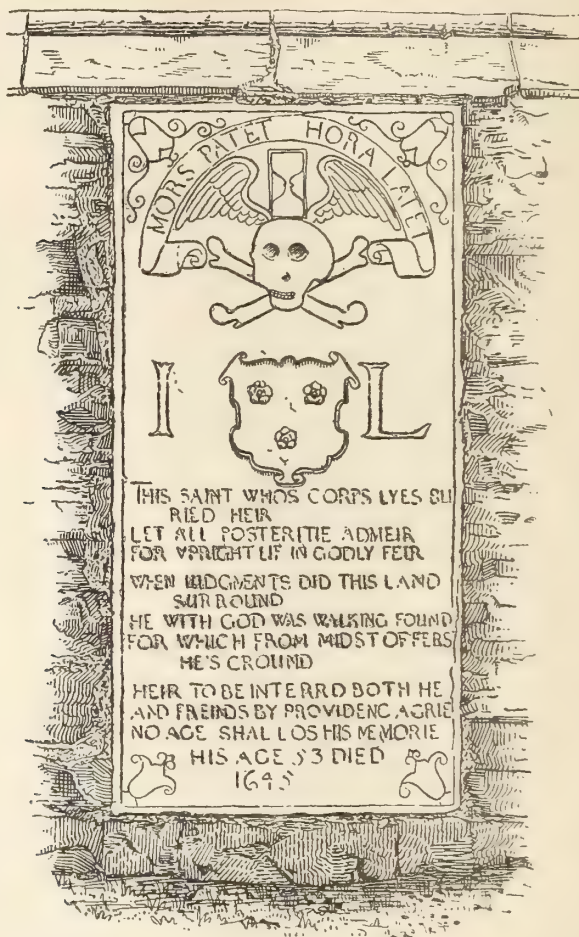 MORS PATET HORA LATET
I L
THIS SAINT WHOS CORPS LYES BU
RIED HEIR
LET ALL POSTERITIE ADMEIR
FOR VPRIGHT LIF IN GODLY FEIR
WHEN IUDGMENTS DID THIS LAND
SURROUND
HE WITH GOD WAS WALKING FOUND
FOR WHICH FROM MIDST OF FERS
HE'S CROUND
HEIR TO BE INTERRD BOTH HE
AND FREINDS BY PROVIDENC AGRIE
NO AGE SHAL LOS HIS MEMORIE
HIS AGE 53 DIED
1645